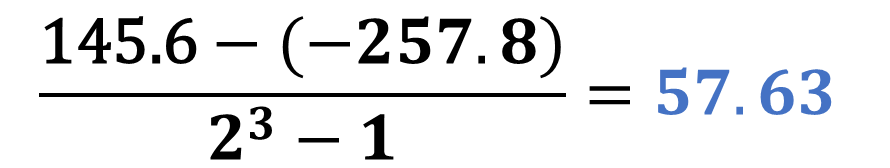 145.6 − (−257.8)
= 57.63
2³ − 1